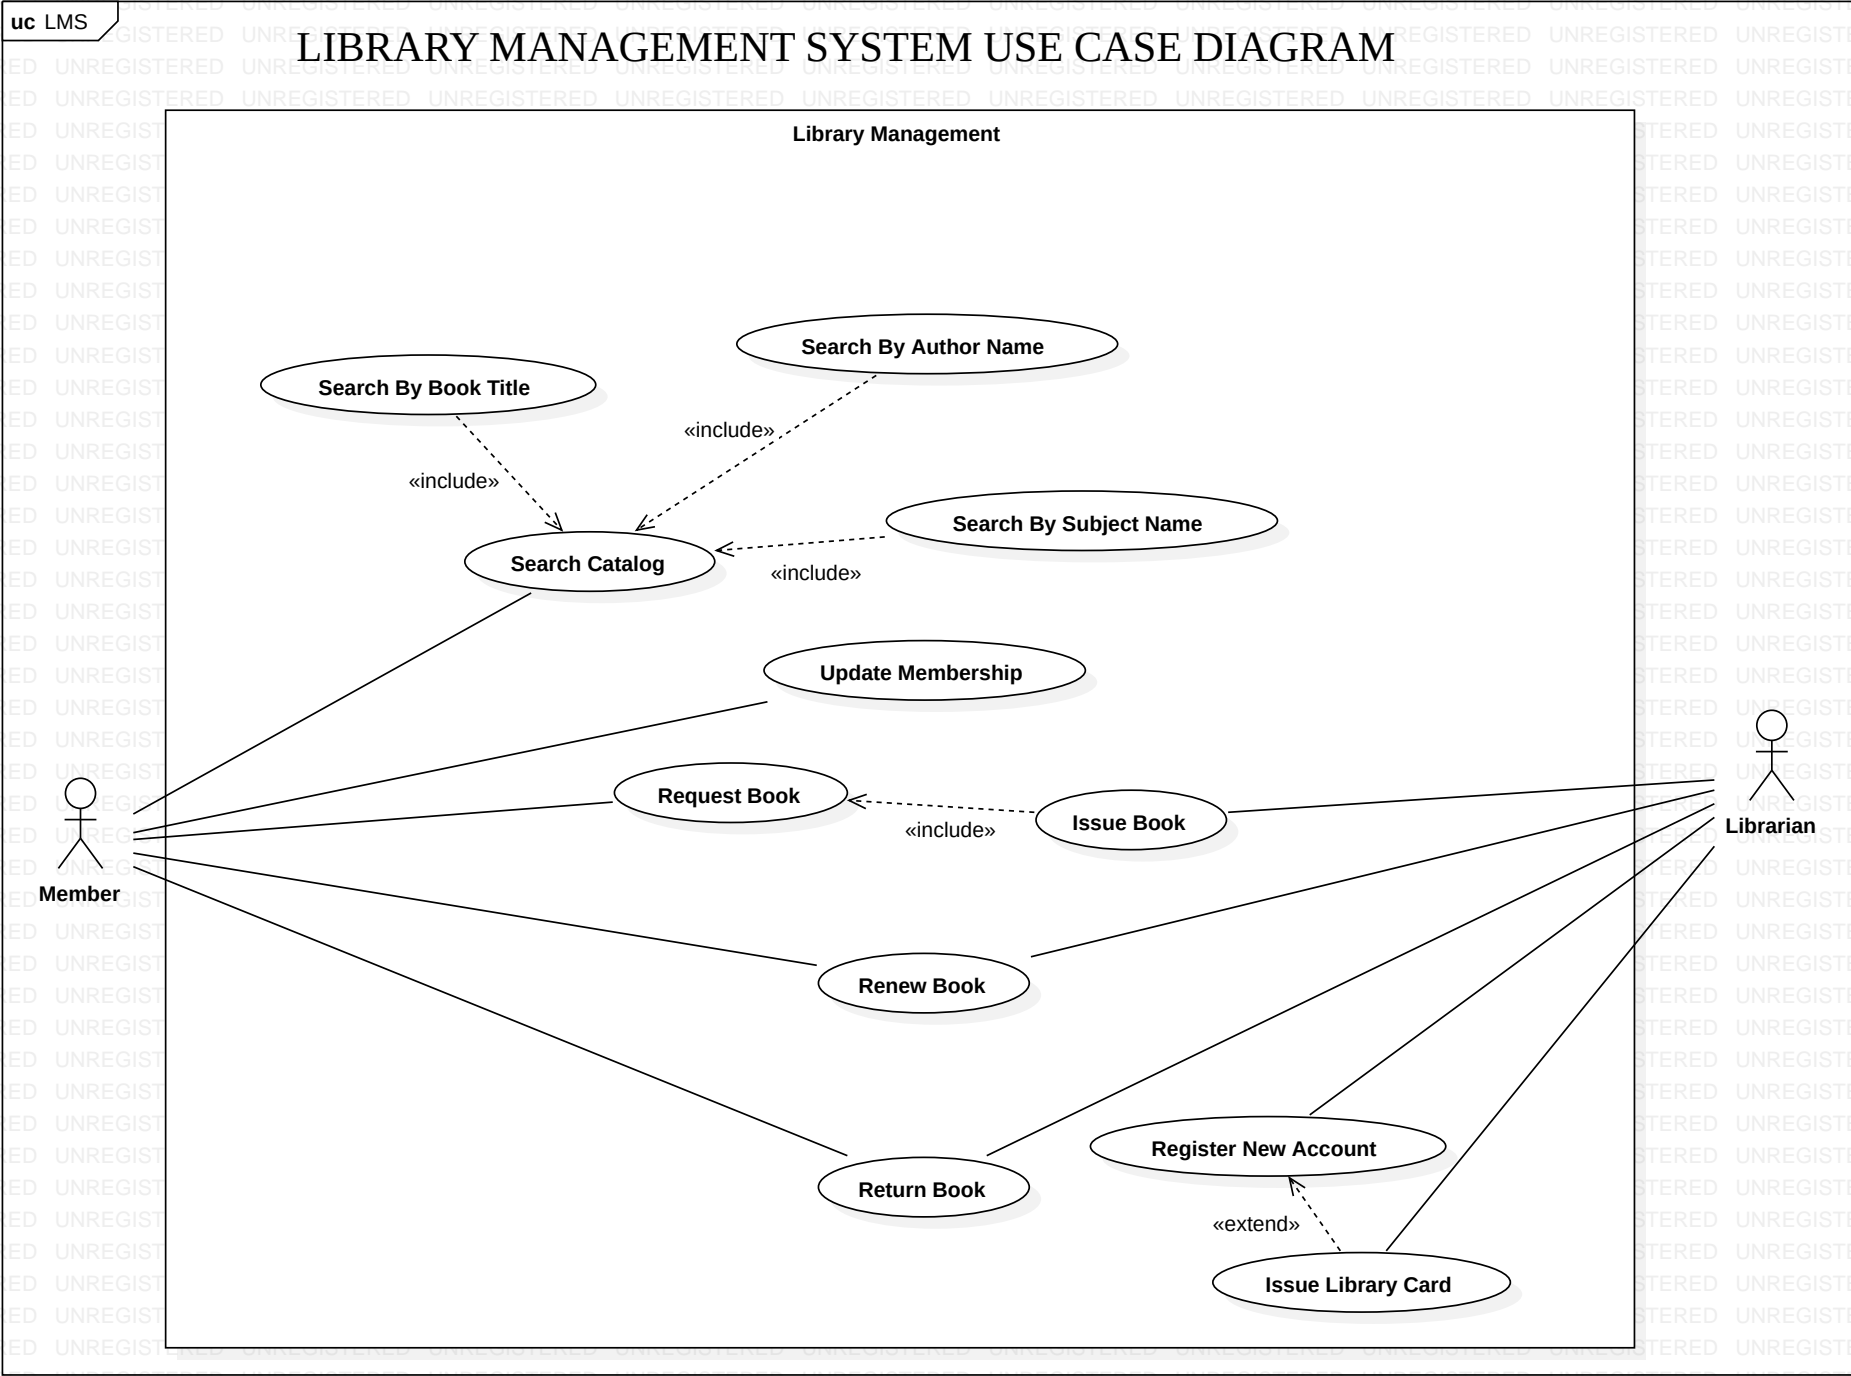 uc LMS
LIBRARY MANAGEMENT SYSTEM USE CASE DIAGRAM
Library Management
Search By Author Name
Search By Book Title
«include»
«include»
Search By Subject Name
Search Catalog
«include»
Update Membership
Request Book
Issue Book
«include»
Librarian
Member
Renew Book
Register New Account
Return Book
«extend»
Issue Library Card
UNREGISTERED